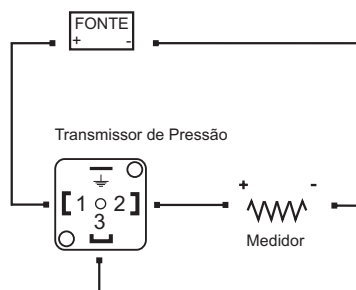 FONTE
+ -
Transmissor de Pressão
1 2
3
+ -
Medidor